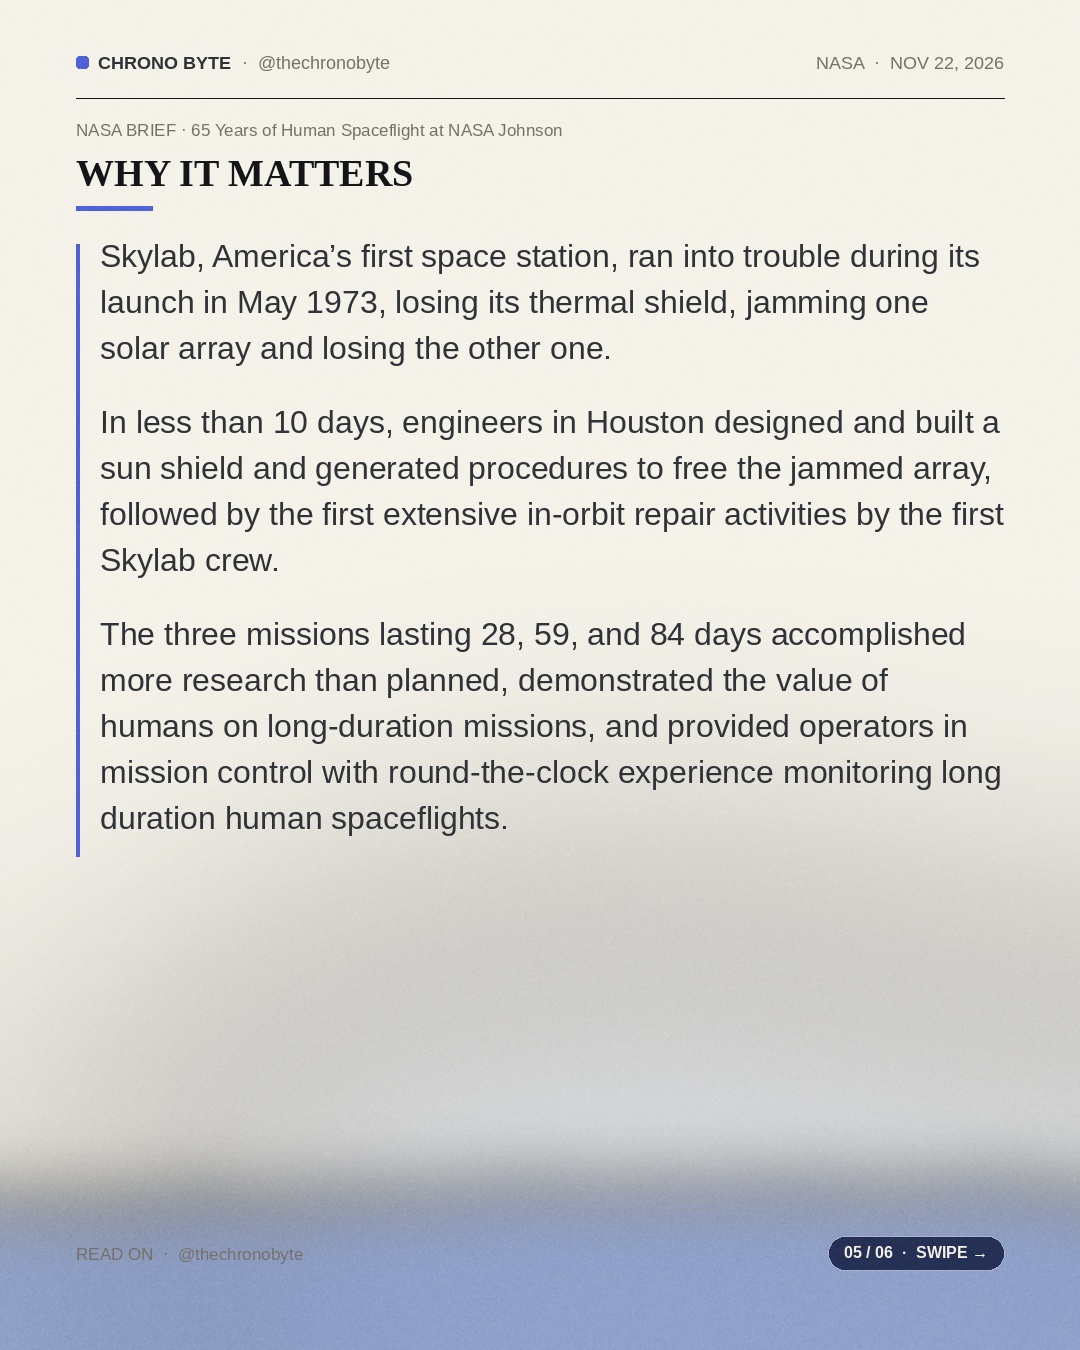 CHRONO BYTE · @thechronobyte
NASA · NOV 22, 2026
NASA BRIEF · 65 Years of Human Spaceflight at NASA Johnson
WHY IT MATTERS
Skylab, America’s first space station, ran into trouble during its
launch in May 1973, losing its thermal shield, jamming one
solar array and losing the other one.
In less than 10 days, engineers in Houston designed and built a
sun shield and generated procedures to free the jammed array,
followed by the first extensive in-orbit repair activities by the first
Skylab crew.
The three missions lasting 28, 59, and 84 days accomplished
more research than planned, demonstrated the value of
humans on long-duration missions, and provided operators in
mission control with round-the-clock experience monitoring long
duration human spaceflights.
READ ON · @thechronobyte
05 / 06 · SWIPE →